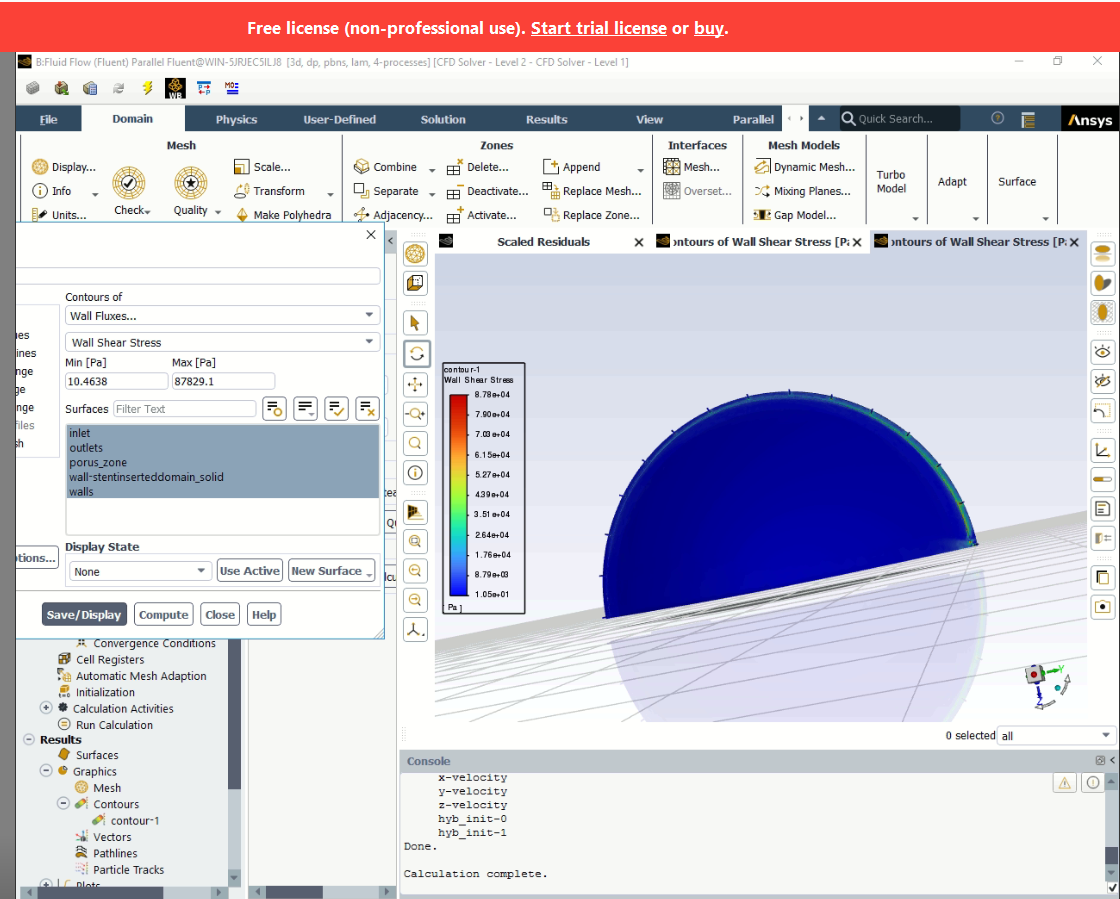 Free license (non-professional use). Start trial license or buy.
B:Fluid Flow (Fluent) Parallel Fluent@WIN-5JRJEC5ILJ8 [3d, dp, pbns, lam, 4-processes] [CFD Solver - Level 2 - CFD Solver - Level 1]
WB
File Domain Physics User-Defined Solution Results View Parallel Quick Search... Ansys
Mesh Zones Interfaces Mesh Models
Display... Scale... Combine Delete... Append Mesh... Dynamic Mesh...
Info Transform Separate Deactivate... Replace Mesh... Overset... Mixing Planes...
Units... Check Quality Make Polyhedra Adjacency... Activate... Replace Zone... Gap Model...
Turbo Model Adapt Surface
Scaled Residuals
ontours of Wall Shear Stress [P
ontours of Wall Shear Stress [P
Contours of
Wall Fluxes...
Wall Shear Stress
Min [Pa] Max [Pa]
10.4638 87829.1
Surfaces Filter Text
inlet
outlets
porus_zone
wall-stentinserteddomain_solid
walls
ues
ines
nge
ge
nge
files
sh
Display State
tions... None Use Active New Surface
Save/Display Compute Close Help
contour-1
Wall Shear Stress
8.78e+04
7.90e+04
7.03e+04
6.15e+04
5.27e+04
4.39e+04
3.51e+04
2.64e+04
1.76e+04
8.79e+03
1.05e+01
[Pa]
Y
Z
Convergence Conditions
Cell Registers
Automatic Mesh Adaption
Initialization
Calculation Activities
Run Calculation
Results
Surfaces
Graphics
Mesh
Contours
contour-1
Vectors
Pathlines
Particle Tracks
Plots
0 selected all
Console
x-velocity
y-velocity
z-velocity
hyb_init-0
hyb_init-1
Done.
Calculation complete.